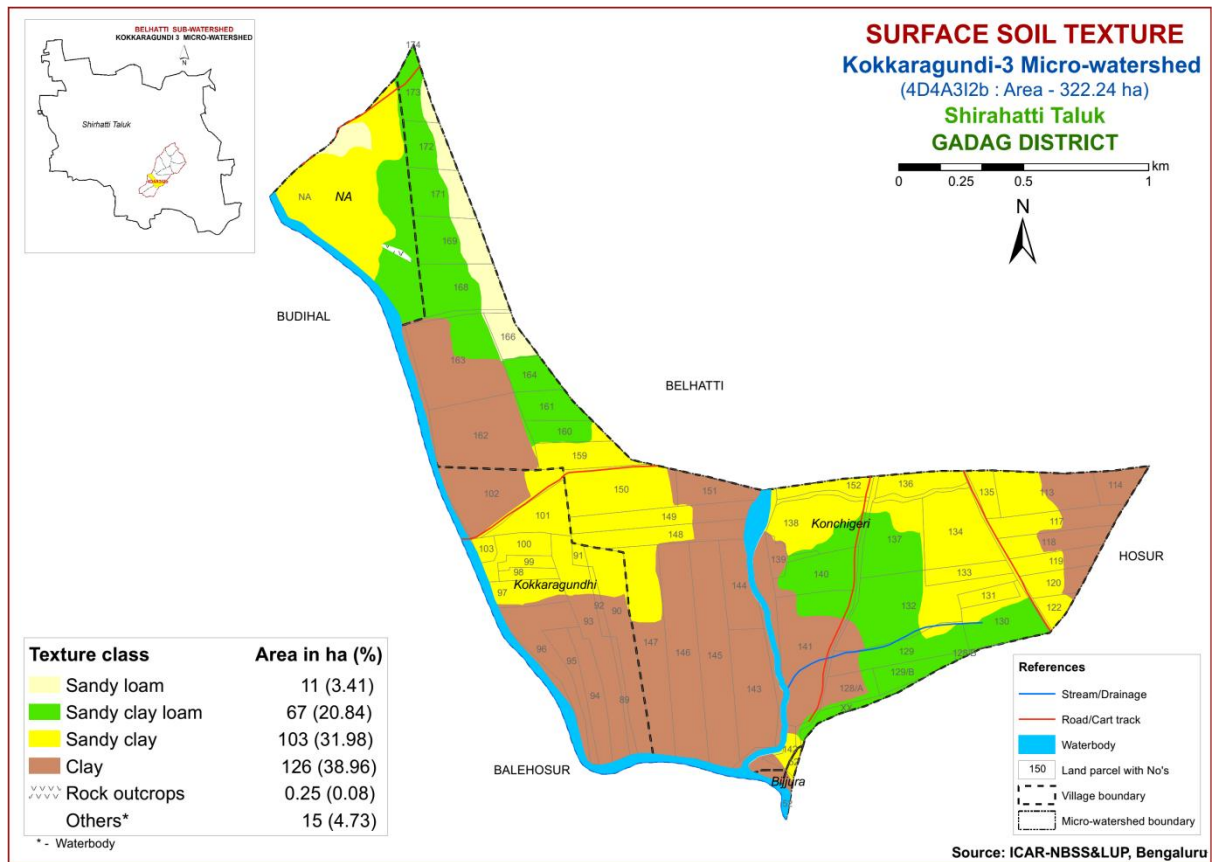 BELHATTI SUB-WATERSHED
KOKKARAGUNDI 3 MICRO-WATERSHED
N
Shirhatti Taluk
SURFACE SOIL TEXTURE
Kokkaragundi-3 Micro-watershed
(4D4A3I2b : Area - 322.24 ha)
Shirahatti Taluk
GADAG DISTRICT
km
0 0.25 0.5 1
N
174
173
172
171
NA NA
169
168
BUDIHAL
166
163
164
BELHATTI
161
160
162
159
102
150
151
152
136
135
113
114
101
149
148
138
Konchigeri
134
117
137
118
HOSUR
103
100
91
139
119
99
98
140
133
120
144
Kokkaragundhi
97
131
122
92
90
93
132
130
147
146
145
141
129
128/B
96
95
129/B
94
89
143
128/A
XX
142
BALEHOSUR
Bijjura
Texture class Area in ha (%)
Sandy loam 11 (3.41)
Sandy clay loam 67 (20.84)
Sandy clay 103 (31.98)
Clay 126 (38.96)
Rock outcrops 0.25 (0.08)
Others* 15 (4.73)
* - Waterbody
References
Stream/Drainage
Road/Cart track
Waterbody
150 Land parcel with No's
Village boundary
Micro-watershed boundary
Source: ICAR-NBSS&LUP, Bengaluru